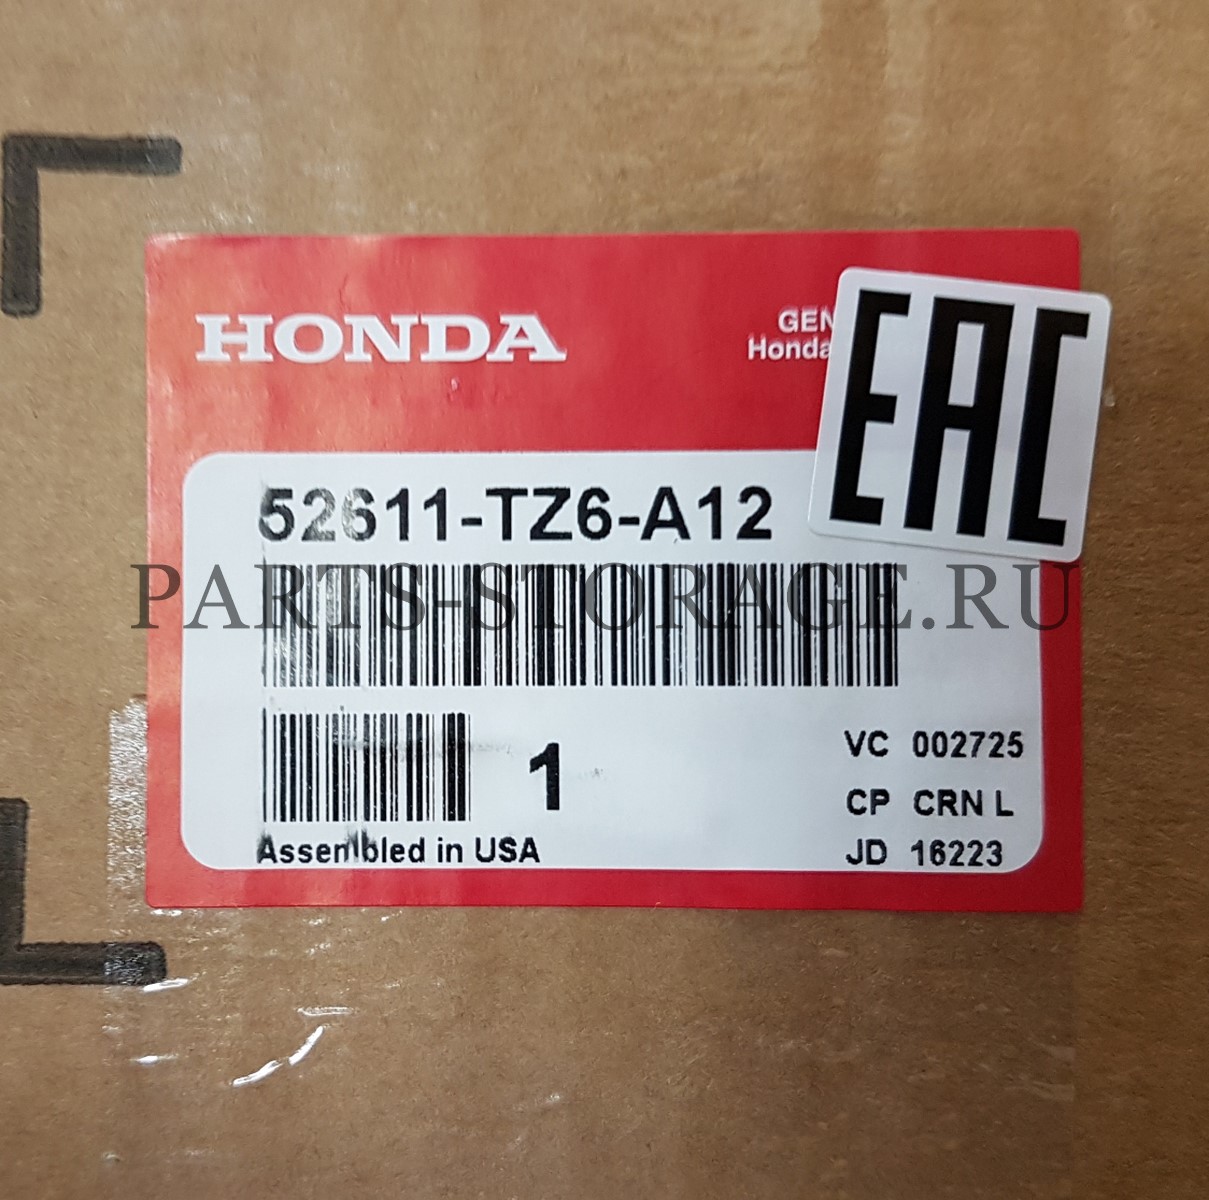 HONDA
Honda
EAC
52611-TZ6-A12
PARTS-STORAGE.RU
1
VC 002725
CP CRN L
Assembled in USA
JD 16223